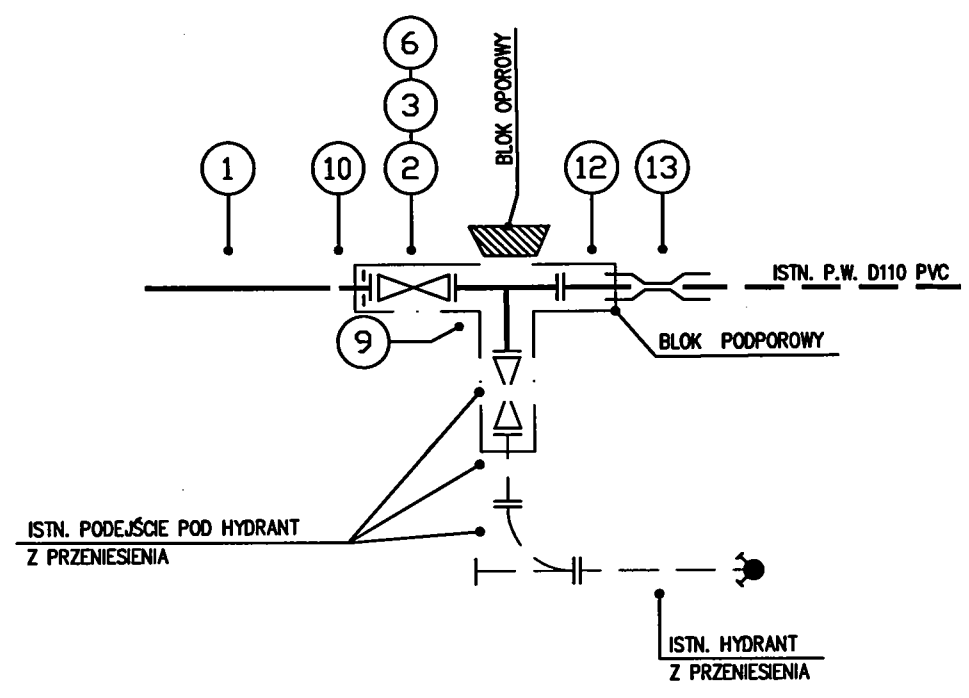 6
3
BLOK OPOROWY
1
10
2
12
13
ISTN. P.W. D110 PVC
9
BLOK PODPOROWY
ISTN. PODEJŚCIE POD HYDRANT
Z PRZENIESIENIA
ISTN. HYDRANT
Z PRZENIESIENIA